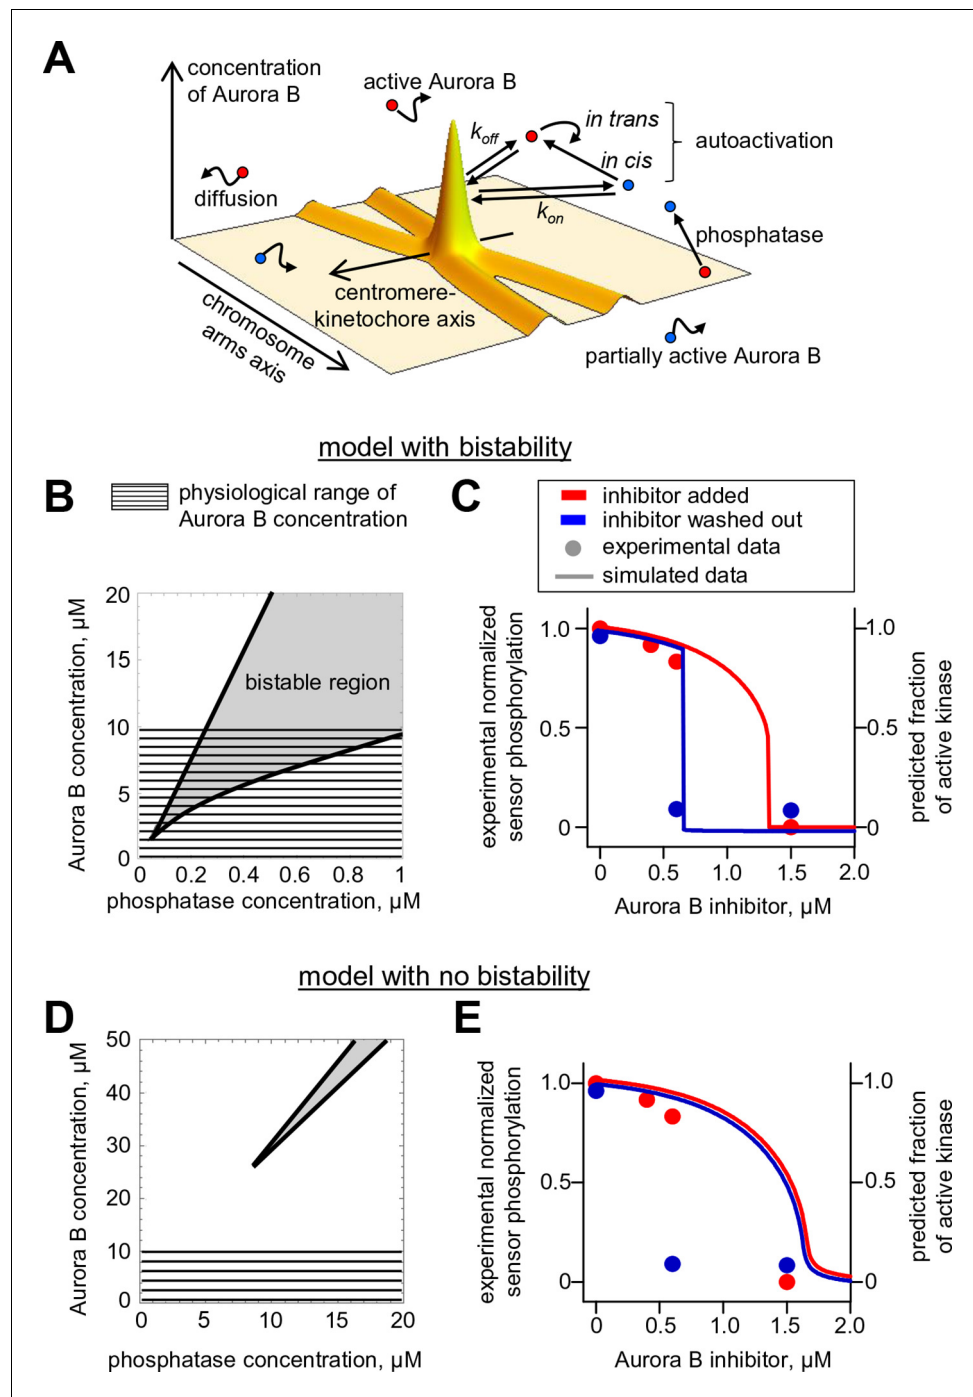 A
concentration
of Aurora B
active Aurora B
koff
in trans
in cis
autoactivation
diffusion
kon
phosphatase
centromere-
kinetochore axis
chromosome
arms axis
partially active Aurora B
model with bistability
B
physiological range of
Aurora B concentration
Aurora B concentration, µM
20
15
10
5
0
bistable region
0 0.2 0.4 0.6 0.8 1
phosphatase concentration, µM
C
inhibitor added
inhibitor washed out
experimental data
simulated data
experimental normalized
sensor phosphorylation
1.0
0.5
0
1.0
0.5
0
predicted fraction
of active kinase
0 0.5 1.0 1.5 2.0
Aurora B inhibitor, µM
model with no bistability
D
Aurora B concentration, µM
50
40
30
20
10
0
0 5 10 15 20
phosphatase concentration, µM
E
experimental normalized
sensor phosphorylation
1.0
0.5
0
1.0
0.5
0
predicted fraction
of active kinase
0 0.5 1.0 1.5 2.0
Aurora B inhibitor, µM